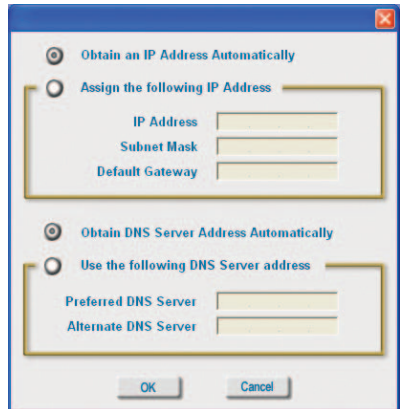 Obtain an IP Address Automatically
Assign the following IP Address
IP Address
Subnet Mask
Default Gateway
Obtain DNS Server Address Automatically
Use the following DNS Server address
Preferred DNS Server
Alternate DNS Server
OK
Cancel